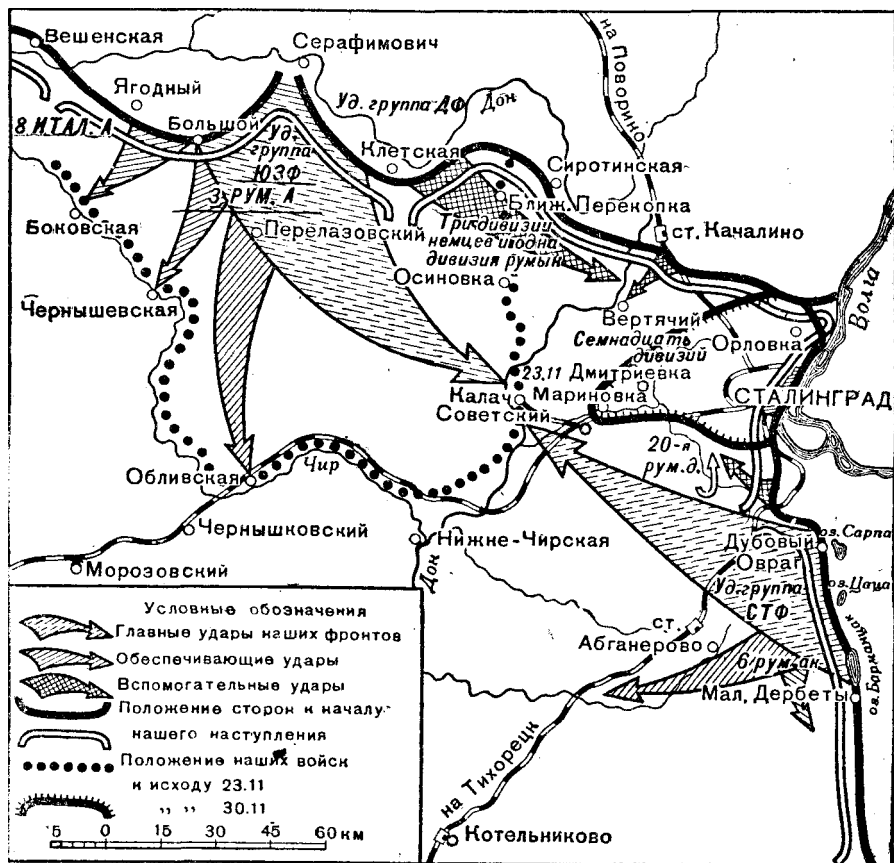 Вешенская
Серафимович
на Поворино
Ягодный
Уд. группа ДФ
Дон
8 ИТАЛ. А
Большой
Уд.
группа
ЮЗФ
3 РУМ. А
Клетская
Сиротинская
Ближ. Перекопка
Боковская
Перелазовский
Три дивизии
немцев и одна
дивизия румын
ст. Качалино
Осиновка
Волга
Чернышевская
Вертячий
Семнадцать
дивизий
Орловка
23.11
Дмитриевка
Калач
Мариновка
СТАЛИНГРАД
Советский
20-я
рум. д.
Обливская
Чир
Чернышковский
Нижне-Чирская
Дон
Дубовый
Овраг
оз. Сарпа
оз. Цаца
Морозовский
Уд. группа
СТФ
ст.
Абганерово
оз. Барманцак
6 рум. ак
Мал. Дербеты
на Тихорецк
Котельниково
Условные обозначения
Главные удары наших фронтов
Обеспечивающие удары
Вспомогательные удары
Положение сторон к началу
нашего наступления
Положение наших войск
к исходу 23.11
„ „ 30.11
15 0 15 30 45 60 км